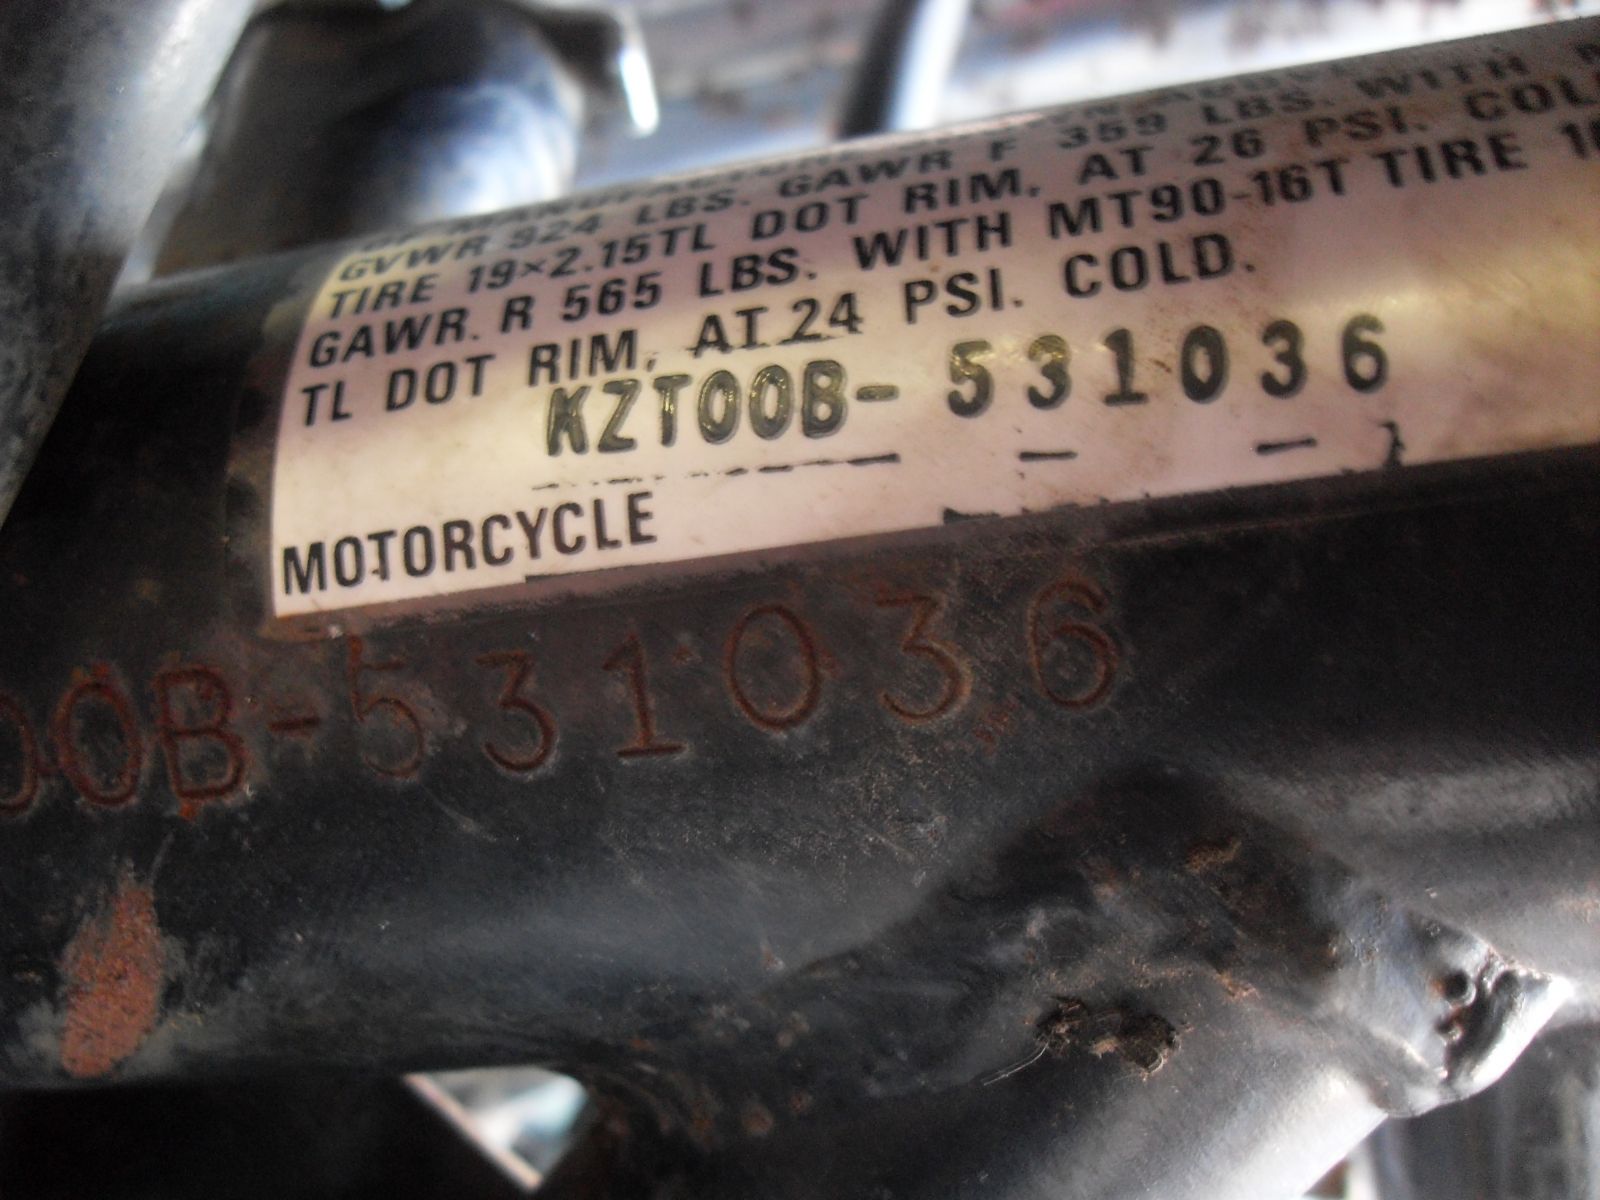 GVWR 924 LBS. GAWR F 359 LBS. WITH
TIRE 19×2.15TL DOT RIM, AT 26 PSI. COLD
GAWR. R 565 LBS. WITH MT90-16T TIRE
TL DOT RIM, AT 24 PSI. COLD.
KZT00B- 531036
MOTORCYCLE
00B-531036